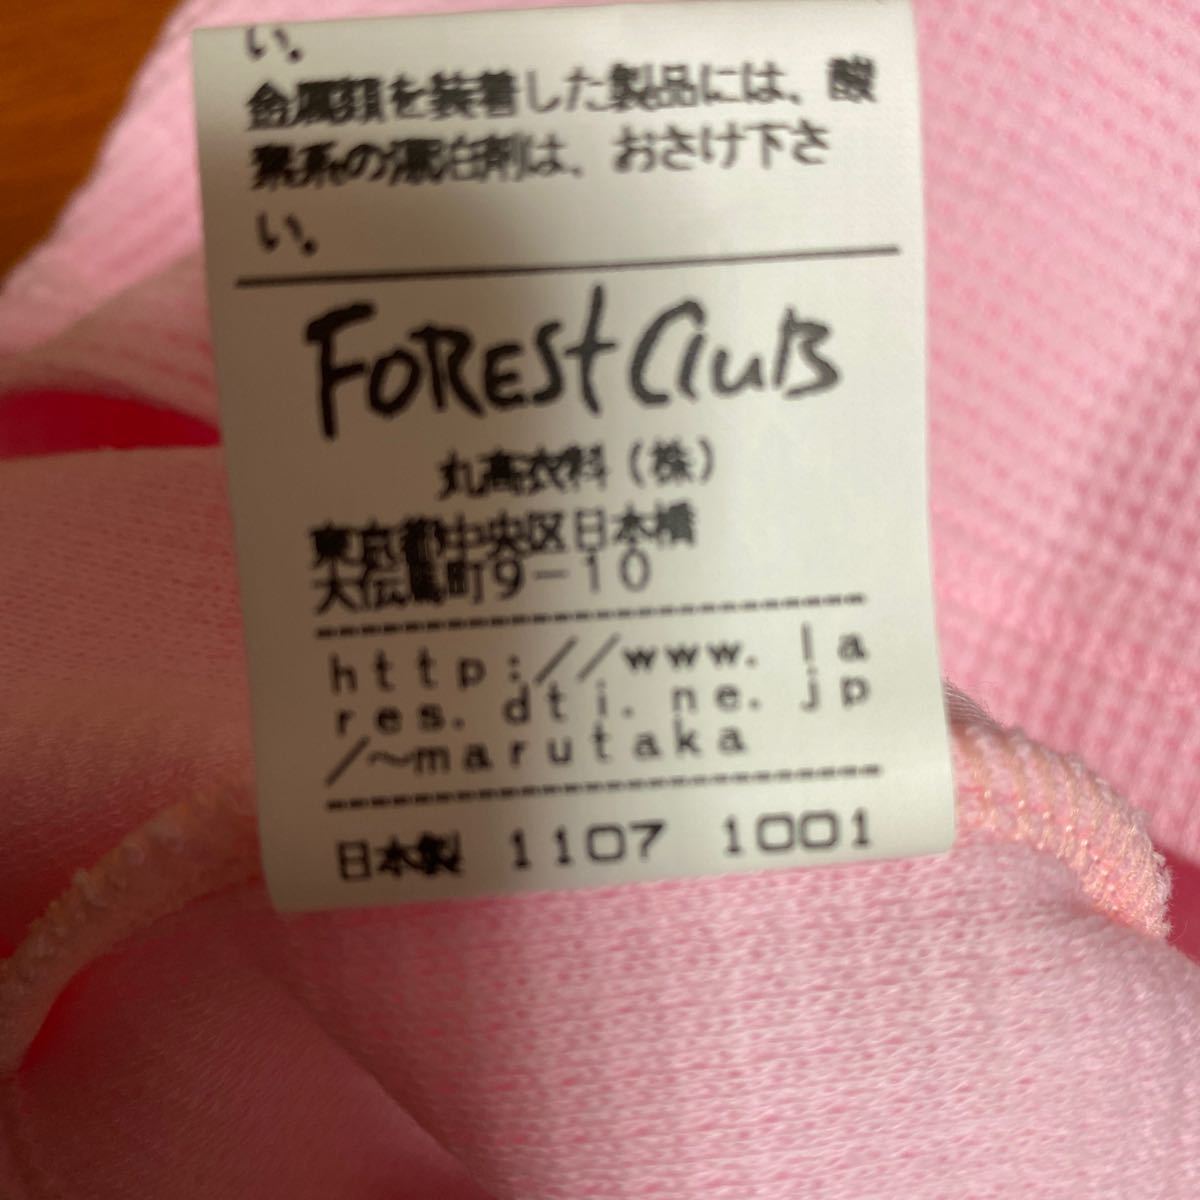 い。
金属類を装着した製品には、酸
素系の漂泊剤は、おさけ下さ
い。
FORESt CluB
丸高衣料（株）
東京都中央区日本橋
大伝馬町9-10
http://www.la
res.dti.ne.jp
/~marutaka
日本製 1107 1001